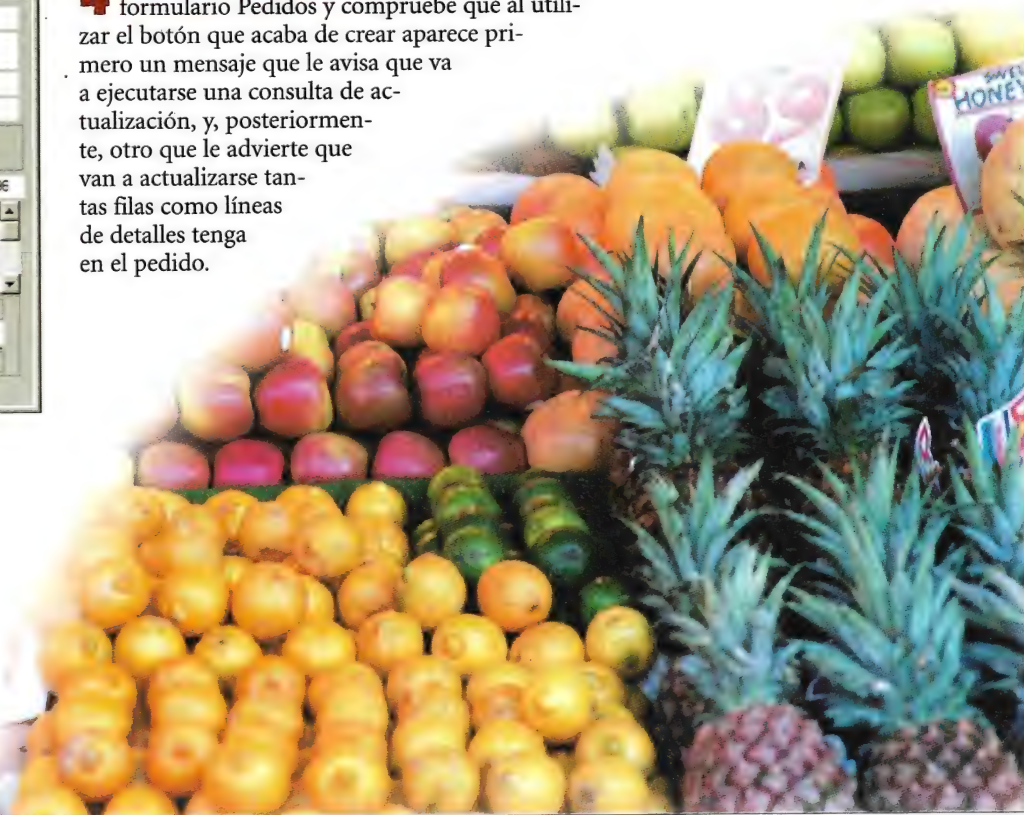 formulario Pedidos y compruebe que al utili-
zar el botón que acaba de crear aparece pri-
mero un mensaje que le avisa que va
a ejecutarse una consulta de ac-
tualización, y, posteriormen-
te, otro que le advierte que
van a actualizarse tan-
tas filas como líneas
de detalles tenga
en el pedido.
SWEET
HONEY